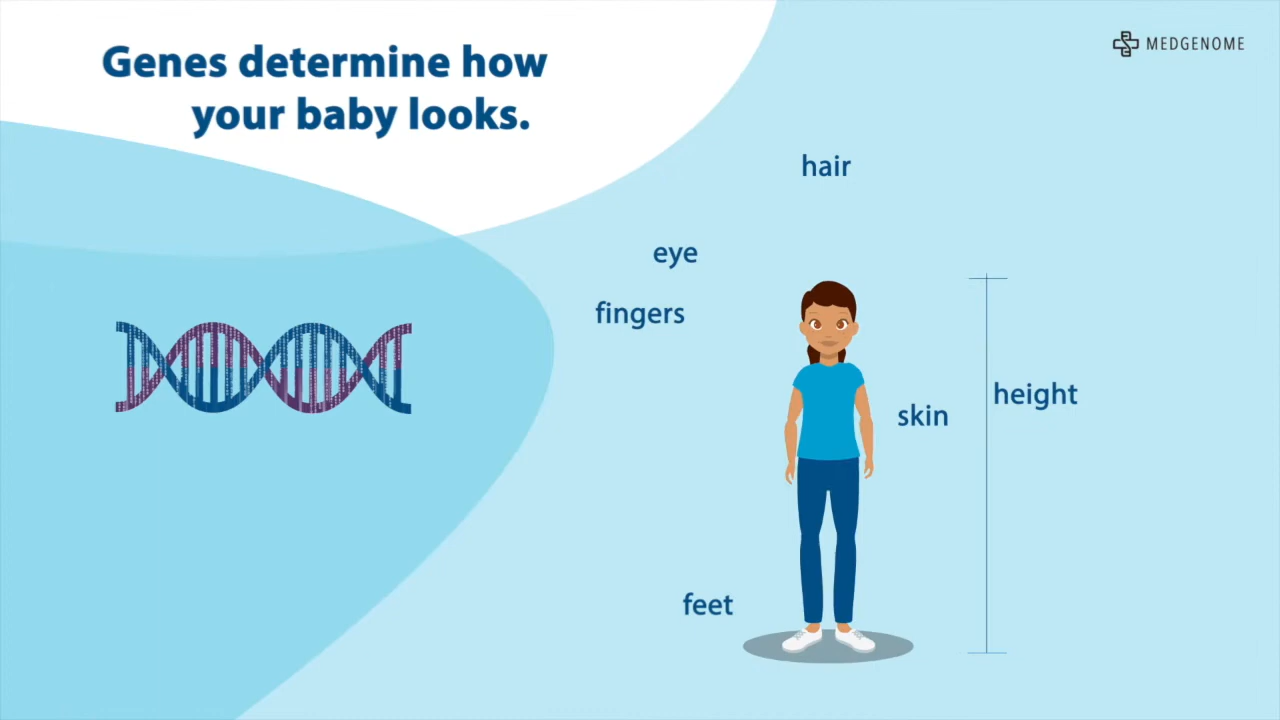 Genes determine how
your baby looks.
MEDGENOME
hair
eye
fingers
height
skin
feet